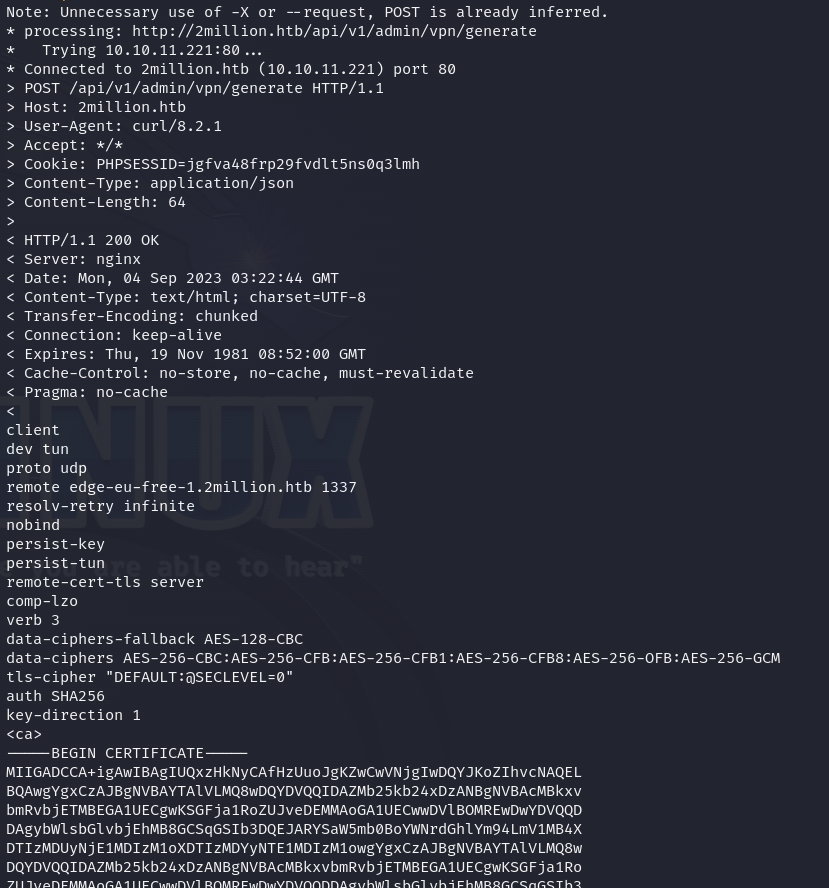 Note: Unnecessary use of -X or --request, POST is already inferred.
* processing: http://2million.htb/api/v1/admin/vpn/generate
*   Trying 10.10.11.221:80...
* Connected to 2million.htb (10.10.11.221) port 80
> POST /api/v1/admin/vpn/generate HTTP/1.1
> Host: 2million.htb
> User-Agent: curl/8.2.1
> Accept: */*
> Cookie: PHPSESSID=jgfva48frp29fvdlt5ns0q3lmh
> Content-Type: application/json
> Content-Length: 64
>
< HTTP/1.1 200 OK
< Server: nginx
< Date: Mon, 04 Sep 2023 03:22:44 GMT
< Content-Type: text/html; charset=UTF-8
< Transfer-Encoding: chunked
< Connection: keep-alive
< Expires: Thu, 19 Nov 1981 08:52:00 GMT
< Cache-Control: no-store, no-cache, must-revalidate
< Pragma: no-cache
<
client
dev tun
proto udp
remote edge-eu-free-1.2million.htb 1337
resolv-retry infinite
nobind
persist-key
persist-tun
able to hear"
remote-cert-tls server
comp-lzo
verb 3
data-ciphers-fallback AES-128-CBC
data-ciphers AES-256-CBC:AES-256-CFB:AES-256-CFB1:AES-256-CFB8:AES-256-OFB:AES-256-GCM
tls-cipher "DEFAULT:@SECLEVEL=0"
auth SHA256
key-direction 1
<ca>
-----BEGIN CERTIFICATE-----
MIIGADCCA+igAwIBAgIUQxzHkNyCAfHzUuoJgKZwCwVNjgIwDQYJKoZIhvcNAQEL
BQAwgYgxCzAJBgNVBAYTAlVLMQ8wDQYDVQQIDAZMb25kb24xDzANBgNVBAcMBkxv
bmRvbjETMBEGA1UECgwKSGFja1RoZUJveDEMMAoGA1UECwwDVlBOMREwDwYDVQQD
DAgybWlsbGlvbjEhMB8GCSqGSIb3DQEJARYSaW5mb0BoYWNrdGhlYm94LmV1MB4X
DTIzMDUyNjE1MDIzM1oXDTIzMDYyNTE1MDIzM1owgYgxCzAJBgNVBAYTAlVLMQ8w
DQYDVQQIDAZMb25kb24xDzANBgNVBAcMBkxvbmRvbjETMBEGA1UECgwKSGFja1Ro
ZUJveDEMMAoGA1UECwwDVlBOMREwDwYDVQQDDAgybWlsbGlvbjEhMB8GCSqGSIb3